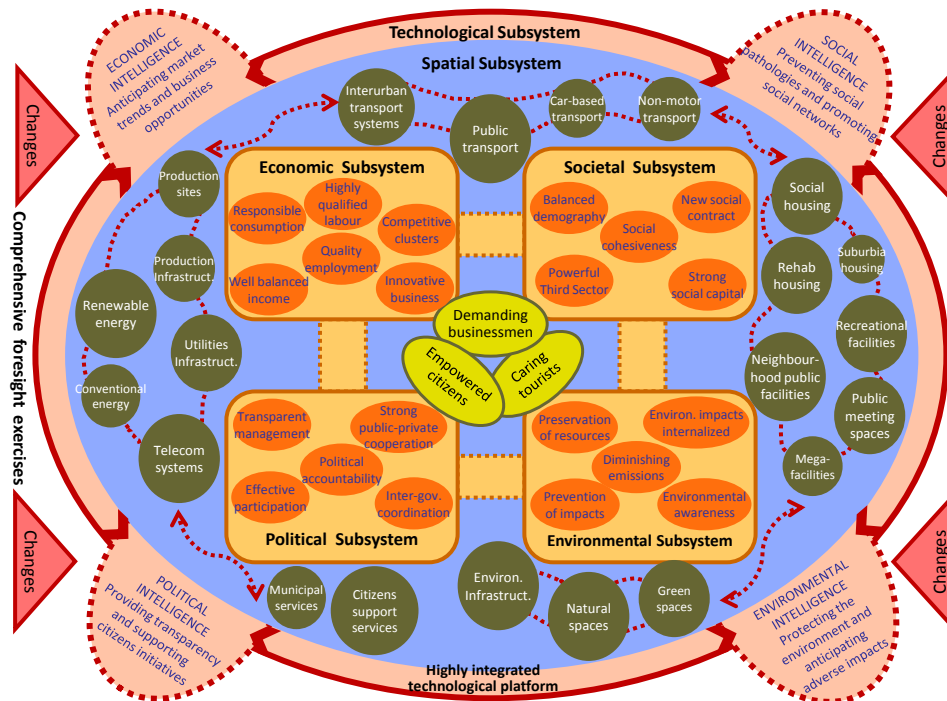 Technological Subsystem
Spatial Subsystem
ECONOMIC
INTELLIGENCE
Anticipating market
trends and business
opportunities
SOCIAL
INTELLIGENCE
Preventing social
pathologies and promoting
social networks
Changes
Changes
Interurban
transport
systems
Public
transport
Car-based
transport
Non-motor
transport
Production
sites
Production
Infrastruct.
Renewable
energy
Utilities
Infrastruct.
Conventional
energy
Telecom
systems
Economic Subsystem
Responsible
consumption
Highly
qualified
labour
Competitive
clusters
Quality
employment
Well balanced
income
Innovative
business
Societal Subsystem
Balanced
demography
New social
contract
Social
cohesiveness
Powerful
Third Sector
Strong
social capital
Social
housing
Suburbia
housing
Rehab
housing
Recreational
facilities
Neighbour-
hood public
facilities
Public
meeting
spaces
Mega-
facilities
Demanding
businessmen
Empowered
citizens
Caring
tourists
Comprehensive foresight exercises
Transparent
management
Strong
public-private
cooperation
Political
accountability
Effective
participation
Inter-gov.
coordination
Political Subsystem
Preservation
of resources
Environ. impacts
internalized
Diminishing
emissions
Prevention
of impacts
Environmental
awareness
Environmental Subsystem
Changes
Changes
Municipal
services
Citizens
support
services
Environ.
Infrastruct.
Natural
spaces
Green
spaces
POLITICAL
INTELLIGENCE
Providing transparency
and supporting
citizens initiatives
ENVIRONMENTAL
INTELLIGENCE
Protecting the
environment and
anticipating
adverse impacts
Highly integrated
technological platform